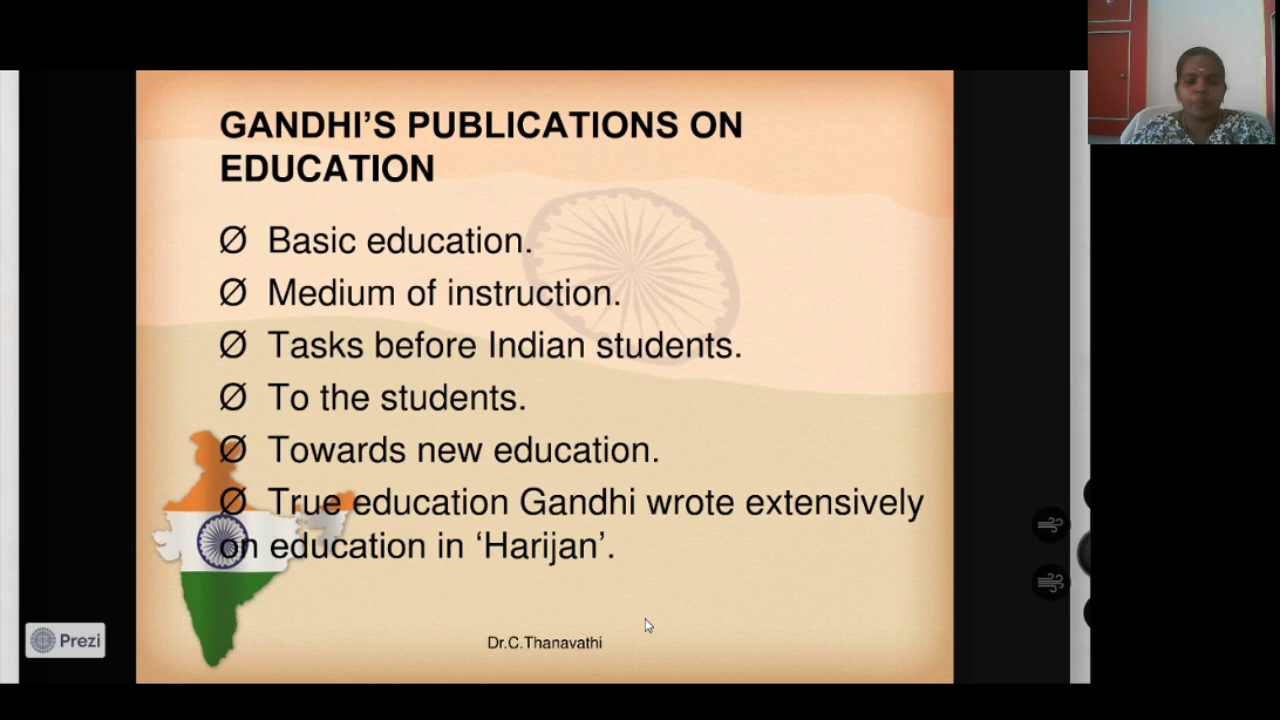 GANDHI’S PUBLICATIONS ON
EDUCATION
Ø Basic education.
Ø Medium of instruction.
Ø Tasks before Indian students.
Ø To the students.
Ø Towards new education.
Ø True education Gandhi wrote extensively
on education in ‘Harijan’.
Dr.C.Thanavathi
Prezi